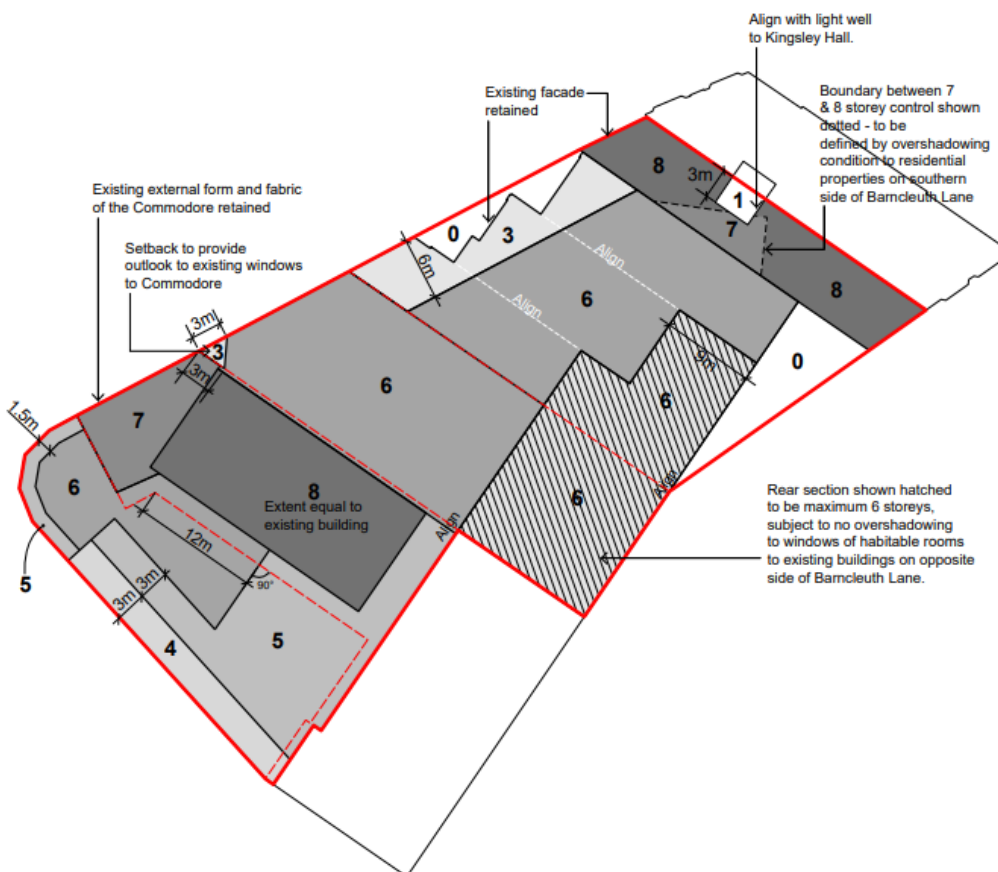 Align with light well
to Kingsley Hall.
Existing facade
retained
Boundary between 7
& 8 storey control shown
dotted - to be
defined by overshadowing
condition to residential
properties on southern
side of Barncleuth Lane
Existing external form and fabric
of the Commodore retained
Setback to provide
outlook to existing windows
to Commodore
8
3m
1
7
8
0
3
6m
Align
Align
6
0
9m
6
6
Align
3m
3
3m
6
7
1.5m
6
5
8
Extent equal to
existing building
Align
12m
90°
3m
3m
4
5
Rear section shown hatched
to be maximum 6 storeys,
subject to no overshadowing
to windows of habitable rooms
to existing buildings on opposite
side of Barncleuth Lane.